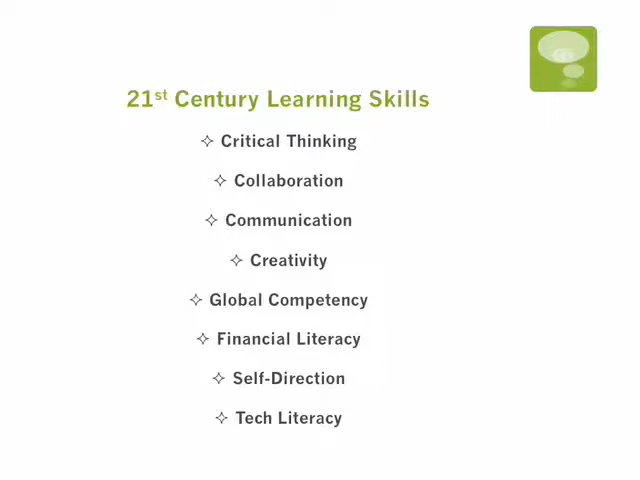 21st Century Learning Skills
✧ Critical Thinking
✧ Collaboration
✧ Communication
✧ Creativity
✧ Global Competency
✧ Financial Literacy
✧ Self-Direction
✧ Tech Literacy